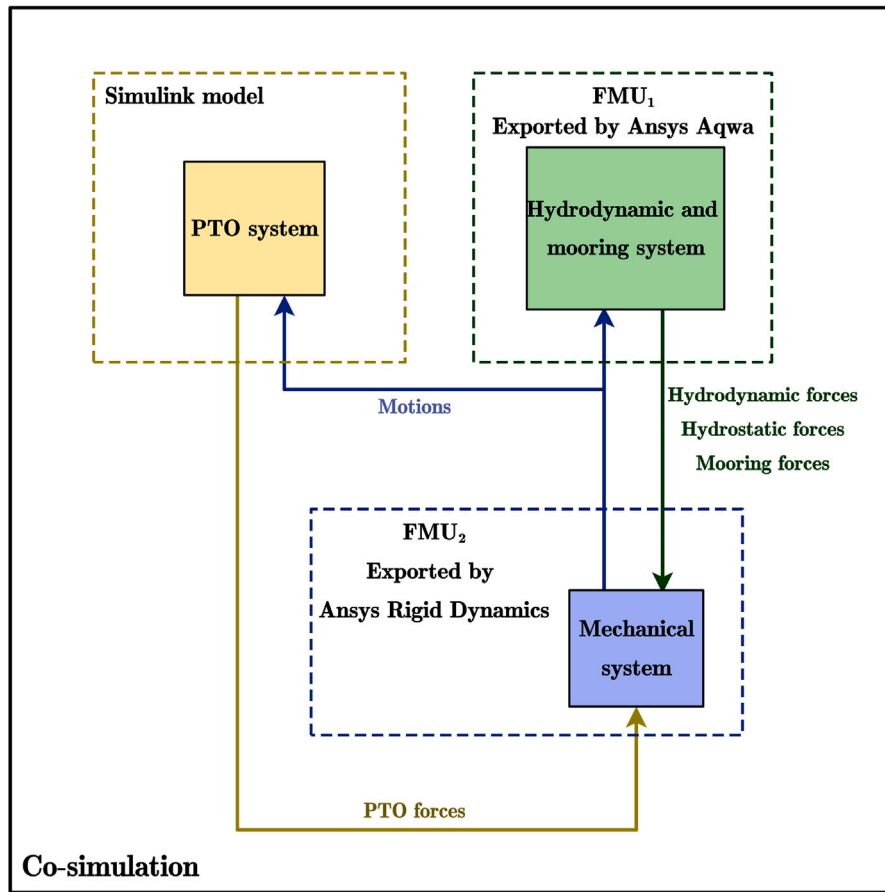 Simulink model
PTO system
FMU₁
Exported by Ansys Aqwa
Hydrodynamic and
mooring system
Motions
Hydrodynamic forces
Hydrostatic forces
Mooring forces
FMU₂
Exported by
Ansys Rigid Dynamics
Mechanical
system
PTO forces
Co-simulation